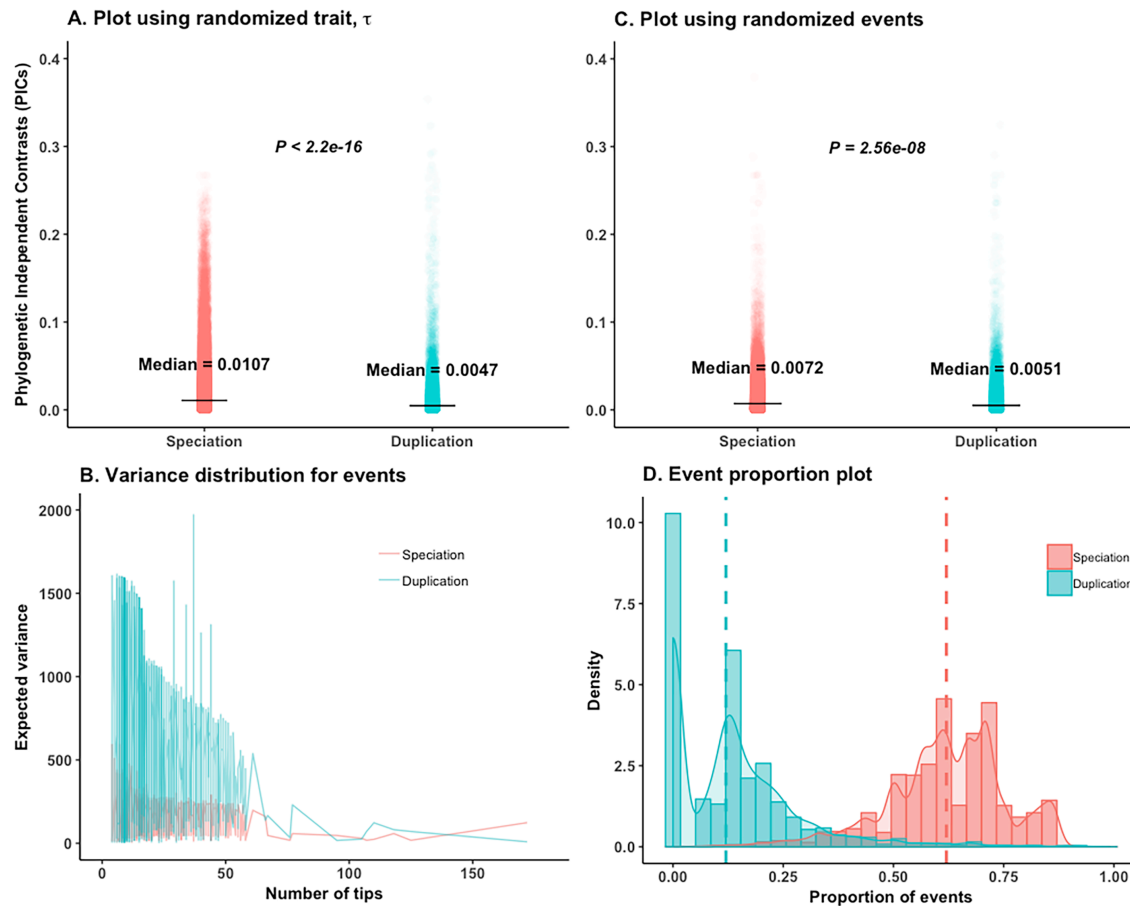 A. Plot using randomized trait, τ
Phylogenetic Independent Contrasts (PICs)
0.4
0.3
0.2
0.1
0.0
P < 2.2e-16
Median = 0.0107
Median = 0.0047
Speciation
Duplication
C. Plot using randomized events
0.4
0.3
0.2
0.1
0.0
P = 2.56e-08
Median = 0.0072
Median = 0.0051
Speciation
Duplication
B. Variance distribution for events
Expected variance
2000
1500
1000
500
0
Speciation
Duplication
0
50
100
150
Number of tips
D. Event proportion plot
Density
10.0
7.5
5.0
2.5
0.0
Speciation
Duplication
0.00
0.25
0.50
0.75
1.00
Proportion of events